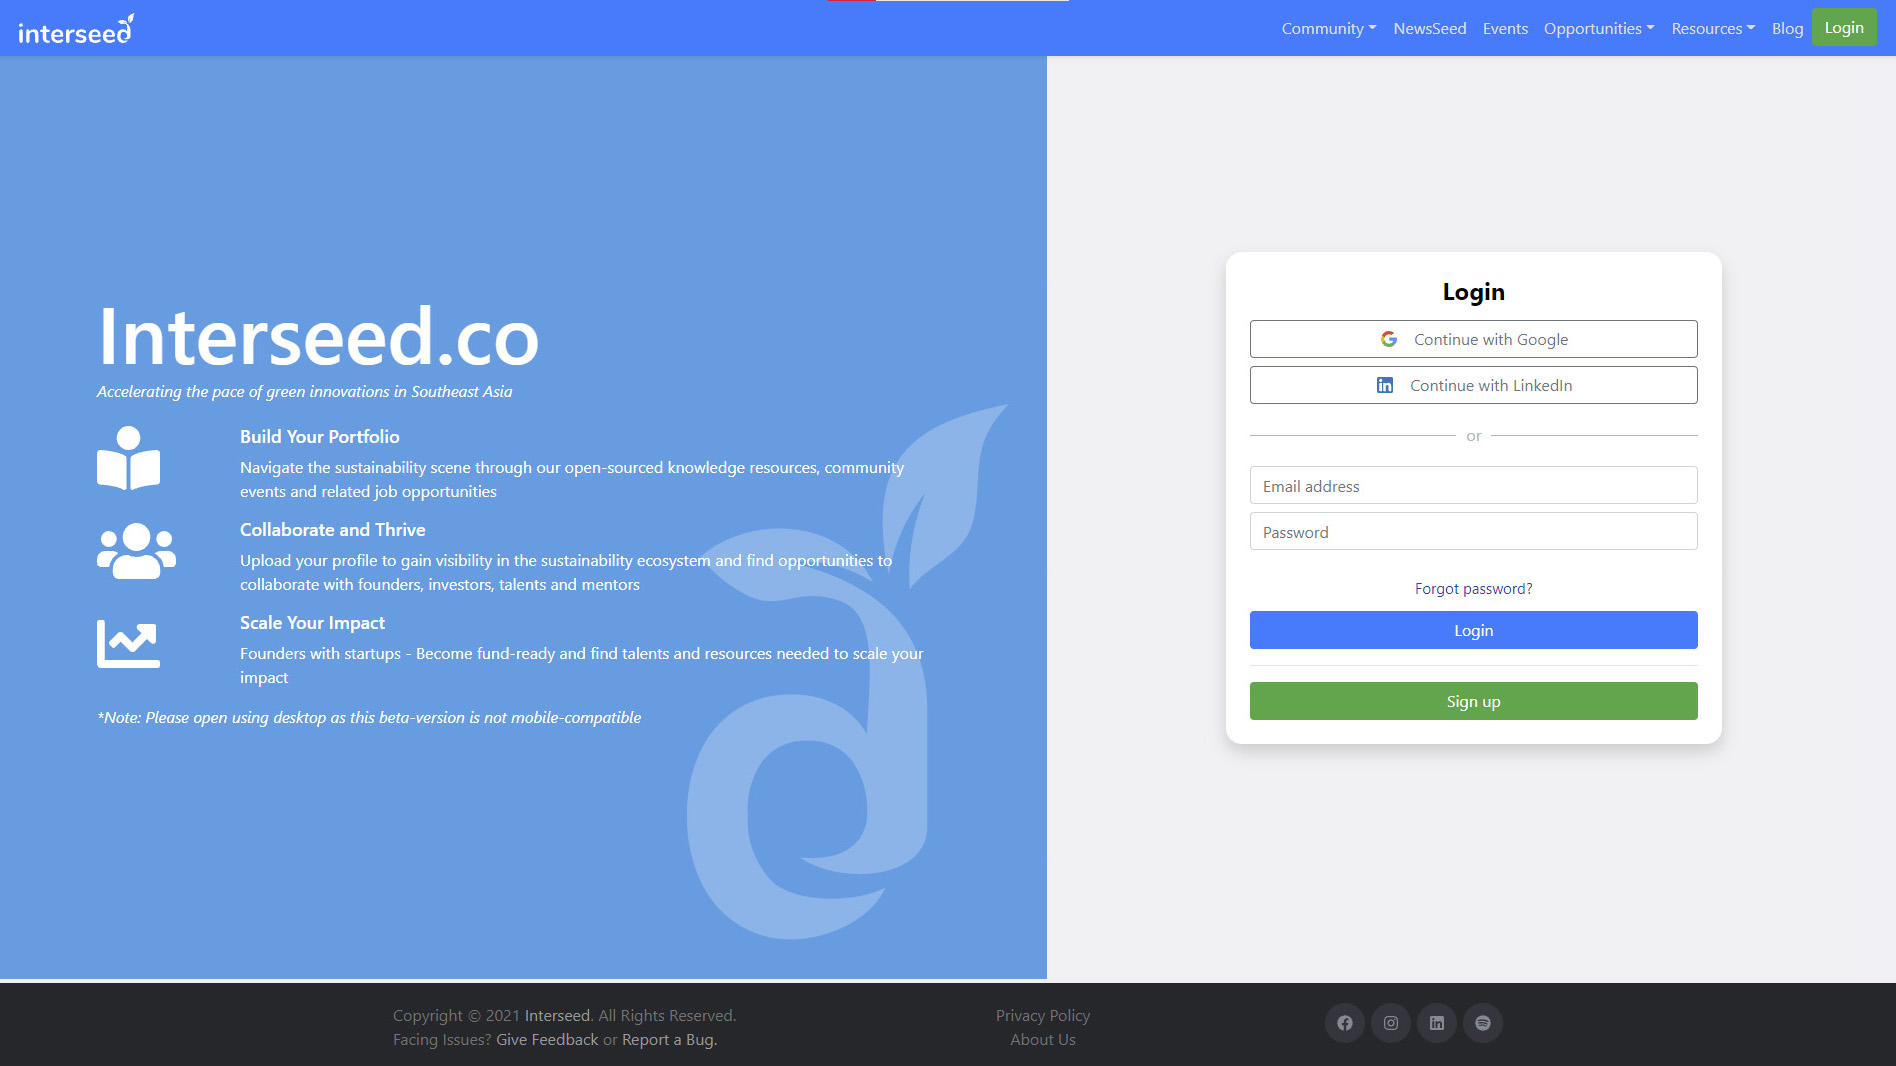 interseed
Community NewsSeed Events Opportunities Resources Blog Login
Interseed.co
Accelerating the pace of green innovations in Southeast Asia
Build Your Portfolio
Navigate the sustainability scene through our open-sourced knowledge resources, community
events and related job opportunities
Collaborate and Thrive
Upload your profile to gain visibility in the sustainability ecosystem and find opportunities to
collaborate with founders, investors, talents and mentors
Scale Your Impact
Founders with startups - Become fund-ready and find talents and resources needed to scale your
impact
*Note: Please open using desktop as this beta-version is not mobile-compatible
Login
Continue with Google
Continue with LinkedIn
or
Email address
Password
Forgot password?
Login
Sign up
Copyright © 2021 Interseed. All Rights Reserved.
Facing Issues? Give Feedback or Report a Bug.
Privacy Policy
About Us